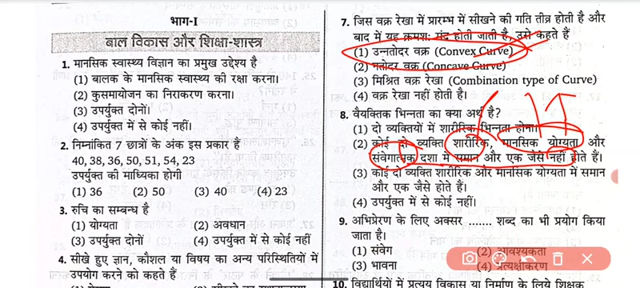 भाग-I
बाल विकास और शिक्षा-शास्त्र
1. मानसिक स्वास्थ्य विज्ञान का प्रमुख उद्देश्य है
(1) बालक के मानसिक स्वास्थ्य की रक्षा करना।
(2) कुसमायोजन का निराकरण करना।
(3) उपर्युक्त दोनों।
(4) उपर्युक्त में से कोई नहीं।
2. निम्नांकित 7 छात्रों के अंक इस प्रकार हैं
40, 38, 36, 50, 51, 54, 23
उपर्युक्त की माध्यिका होगी
(1) 36 (2) 50 (3) 40 (4) 23
3. रुचि का सम्बन्ध है
(1) योग्यता (2) अवधान
(3) उपर्युक्त दोनों (4) उपर्युक्त में से कोई नहीं
4. सीखे हुए ज्ञान, कौशल या विषय का अन्य परिस्थितियों में
उपयोग करने को कहते हैं
7. जिस वक्र रेखा में प्रारम्भ में सीखने की गति तीव्र होती है और
बाद में यह क्रमशः मंद होती जाती है, उसे कहते हैं
(1) उन्नतोदर वक्र (Convex Curve)
(2) नतोदर वक्र (Concave Curve)
(3) मिश्रित वक्र रेखा (Combination type of Curve)
(4) वक्र रेखा नहीं होती है।
8. वैयक्तिक भिन्नता का क्या अर्थ है?
(1) दो व्यक्तियों में शारीरिक भिन्नता होना।
(2) कोई दो व्यक्ति शारीरिक, मानसिक योग्यता और
संवेगात्मक दशा में समान और एक जैसे नहीं होते हैं।
(3) कोई दो व्यक्ति शारीरिक और मानसिक योग्यता में समान
और एक जैसे होते हैं।
(4) उपर्युक्त में से कोई नहीं।
9. अभिप्रेरण के लिए अक्सर ....... शब्द का भी प्रयोग किया
जाता है।
(1) संवेग (2) आवश्यकता
(3) भावना (4) प्रत्यक्षीकरण
10. विद्यार्थियों में प्रत्यय विकास या निर्माण के लिये शिक्षक